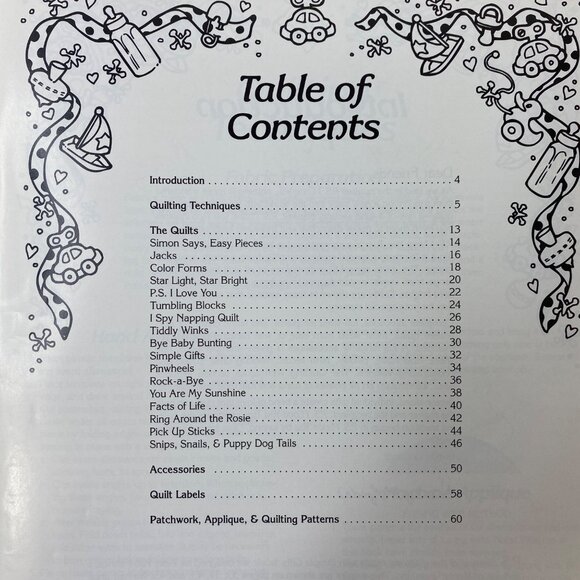 Table of
Contents
Introduction . . . . . . . . . . . . . . . . . . . . . . . . . . . . . . . . . . . . . . . . 4
Quilting Techniques . . . . . . . . . . . . . . . . . . . . . . . . . . . . . . . . . . 5
The Quilts . . . . . . . . . . . . . . . . . . . . . . . . . . . . . . . . . . . . . . . . 13
Simon Says, Easy Pieces . . . . . . . . . . . . . . . . . . . . . . . . . . . . . 14
Jacks . . . . . . . . . . . . . . . . . . . . . . . . . . . . . . . . . . . . . . . . . . . . 16
Color Forms . . . . . . . . . . . . . . . . . . . . . . . . . . . . . . . . . . . . . . 18
Star Light, Star Bright . . . . . . . . . . . . . . . . . . . . . . . . . . . . . . . 20
P.S. I Love You . . . . . . . . . . . . . . . . . . . . . . . . . . . . . . . . . . . . 22
Tumbling Blocks . . . . . . . . . . . . . . . . . . . . . . . . . . . . . . . . . . . 24
I Spy Napping Quilt . . . . . . . . . . . . . . . . . . . . . . . . . . . . . . . . . 26
Tiddly Winks . . . . . . . . . . . . . . . . . . . . . . . . . . . . . . . . . . . . . . 28
Bye Baby Bunting . . . . . . . . . . . . . . . . . . . . . . . . . . . . . . . . . . 30
Simple Gifts . . . . . . . . . . . . . . . . . . . . . . . . . . . . . . . . . . . . . . 32
Pinwheels . . . . . . . . . . . . . . . . . . . . . . . . . . . . . . . . . . . . . . . . 34
Rock-a-Bye . . . . . . . . . . . . . . . . . . . . . . . . . . . . . . . . . . . . . . . 36
You Are My Sunshine . . . . . . . . . . . . . . . . . . . . . . . . . . . . . . . 38
Facts of Life . . . . . . . . . . . . . . . . . . . . . . . . . . . . . . . . . . . . . . 40
Ring Around the Rosie . . . . . . . . . . . . . . . . . . . . . . . . . . . . . . 42
Pick Up Sticks . . . . . . . . . . . . . . . . . . . . . . . . . . . . . . . . . . . . . 44
Snips, Snails, & Puppy Dog Tails . . . . . . . . . . . . . . . . . . . . . . 46
Accessories . . . . . . . . . . . . . . . . . . . . . . . . . . . . . . . . . . . . . . . 50
Quilt Labels . . . . . . . . . . . . . . . . . . . . . . . . . . . . . . . . . . . . . . . 58
Patchwork, Applique, & Quilting Patterns . . . . . . . . . . . . . . . . 60